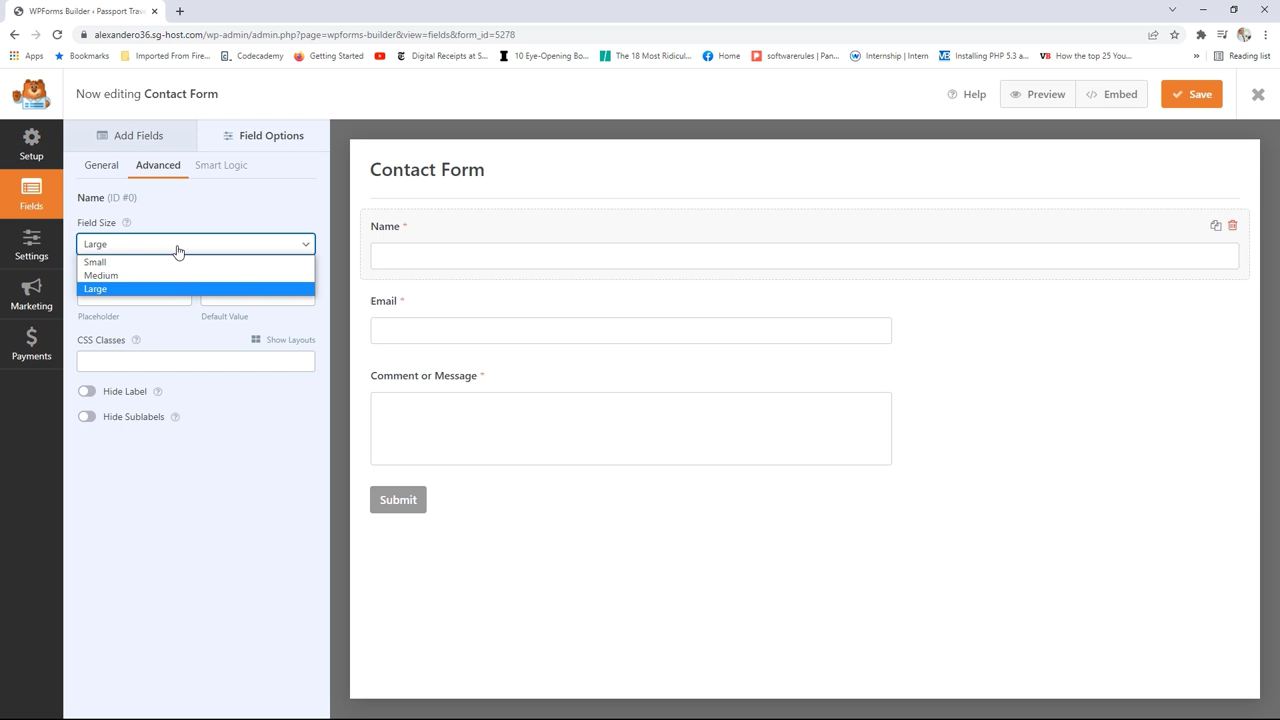 WPForms Builder • Passport Trav
alexandero36.sg-host.com/wp-admin/admin.php?page=wpforms-builder&view=fields&form_id=5278
Apps
Bookmarks
Imported From Fire...
Codecademy
Getting Started
Digital Receipts at S...
10 Eye-Opening Bo...
The 18 Most Ridicul...
Home
softwarerules | Pan...
Internship | Intern
Installing PHP 5.3 a...
How the top 25 You...
»
Reading list
Now editing Contact Form
Help
Preview
</> Embed
Save
Setup
Fields
Settings
Marketing
Payments
Add Fields
Field Options
General
Advanced
Smart Logic
Name (ID #0)
Field Size
Large
Small
Medium
Large
Placeholder
Default Value
CSS Classes
Show Layouts
Hide Label
Hide Sublabels
Contact Form
Name *
Email *
Comment or Message *
Submit